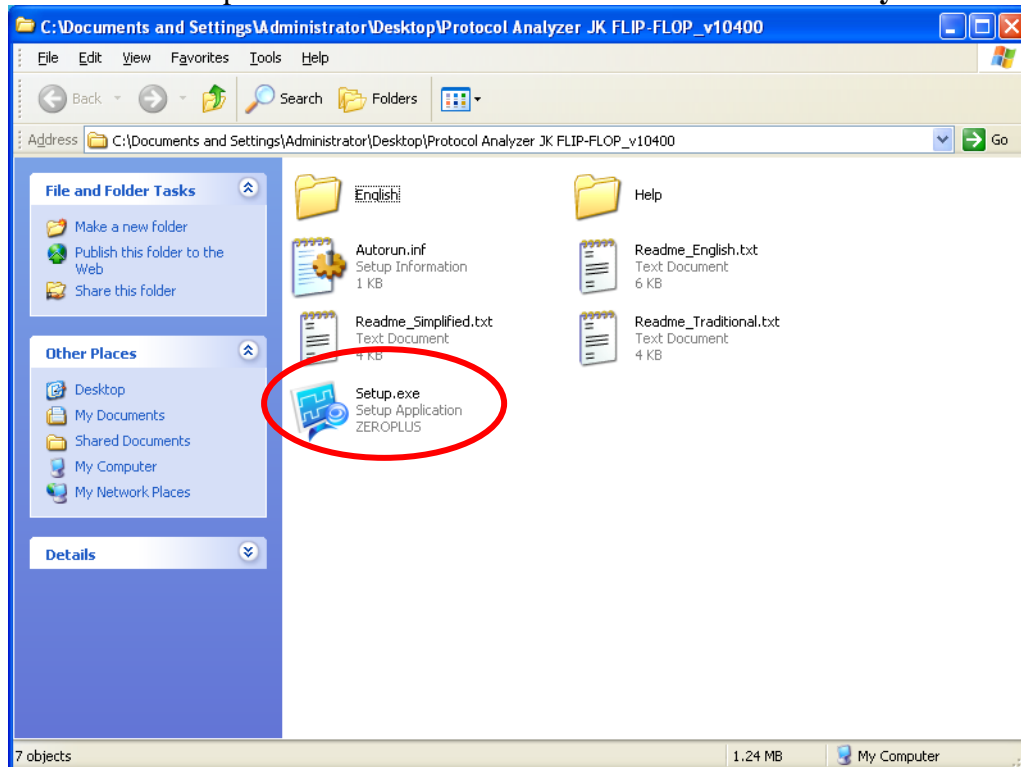 C:\Documents and Settings\Administrator\Desktop\Protocol Analyzer JK FLIP-FLOP_v10400
File Edit View Favorites Tools Help
Back Search Folders
Address C:\Documents and Settings\Administrator\Desktop\Protocol Analyzer JK FLIP-FLOP_v10400 Go
File and Folder Tasks
Make a new folder
Publish this folder to the
Web
Share this folder
Other Places
Desktop
My Documents
Shared Documents
My Computer
My Network Places
Details
English
Help
Autorun.inf
Setup Information
1 KB
Readme_English.txt
Text Document
6 KB
Readme_Simplified.txt
Text Document
4 KB
Readme_Traditional.txt
Text Document
4 KB
Setup.exe
Setup Application
ZEROPLUS
7 objects 1.24 MB My Computer